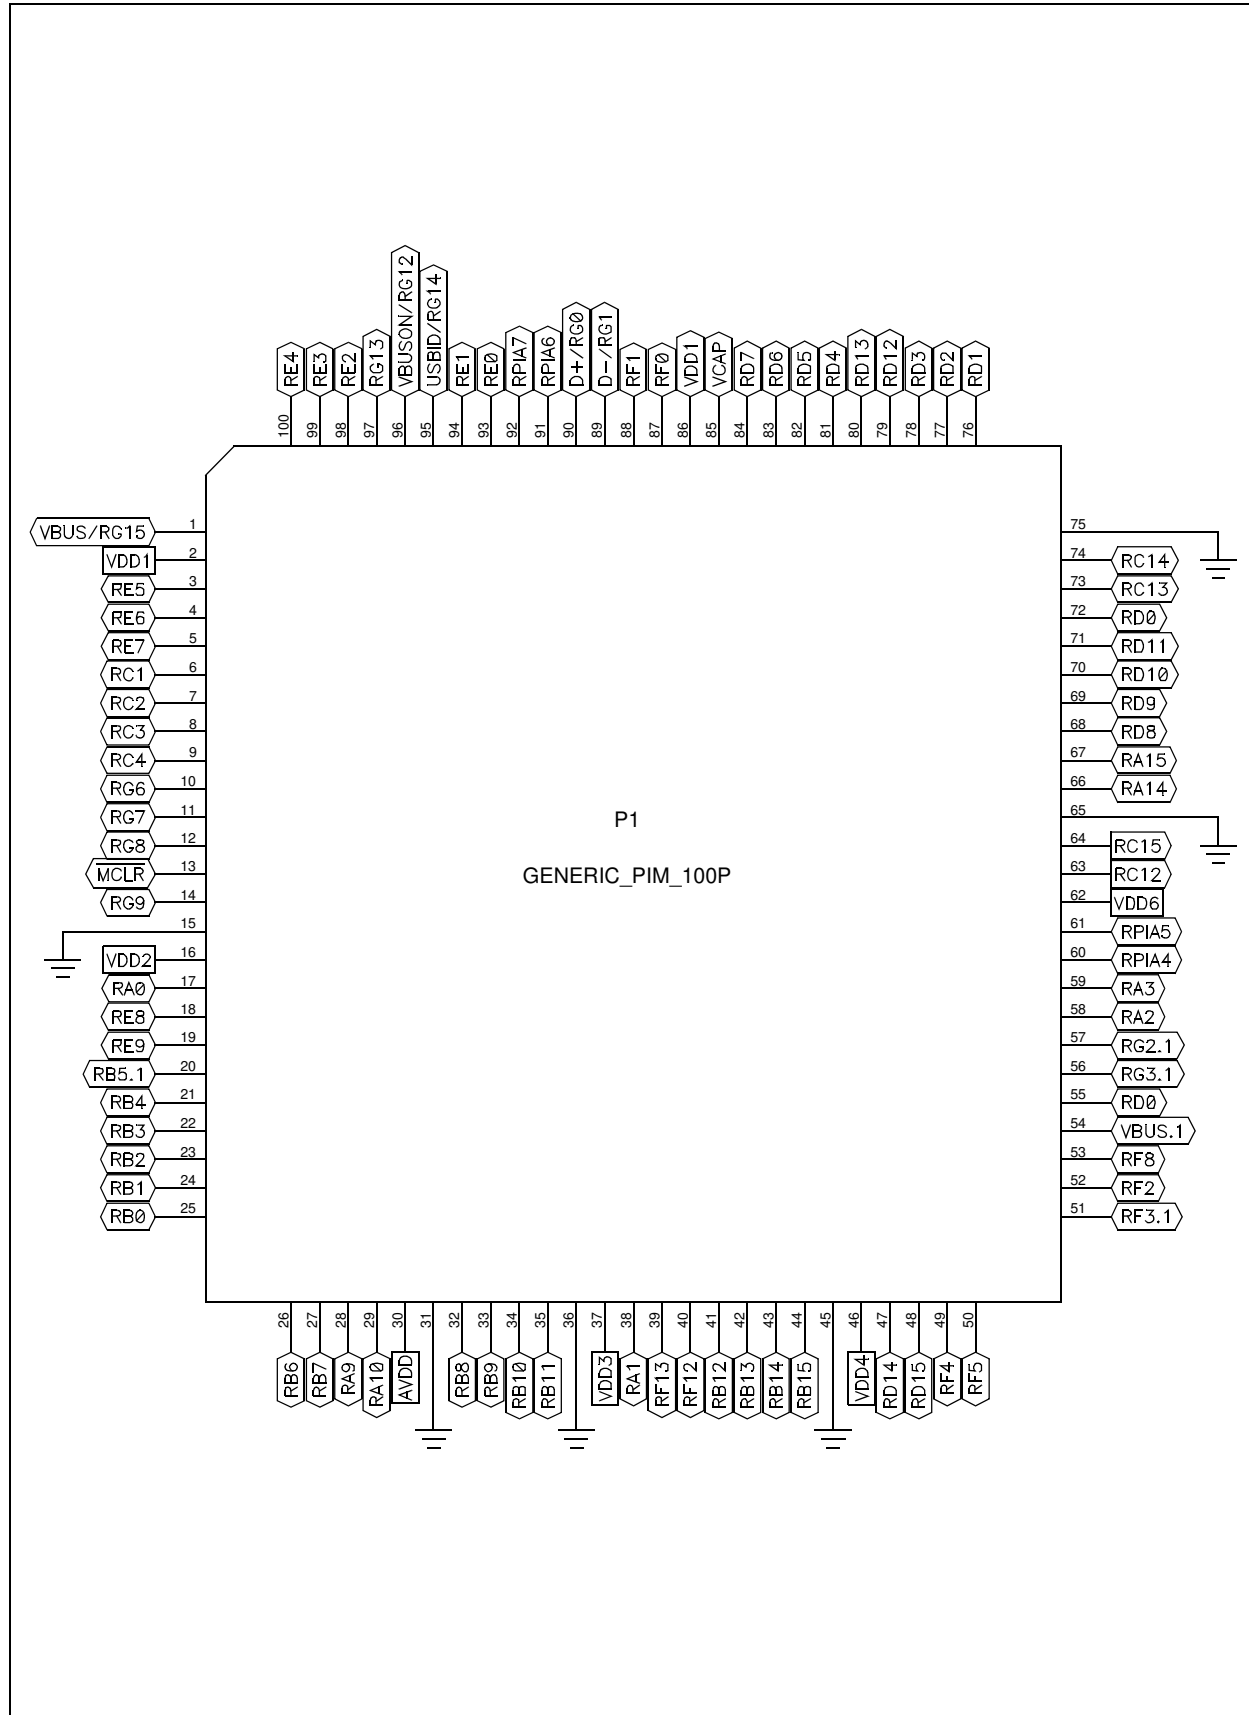 RE4 100
RE3 99
RE2 98
RG13 97
VBUSON/RG12 96
USBID/RG14 95
RE1 94
RE0 93
RPIA7 92
RPIA6 91
D+/RG0 90
D-/RG1 89
RF1 88
RF0 87
VDD1 86
VCAP 85
RD7 84
RD6 83
RD5 82
RD4 81
RD13 80
RD12 79
RD3 78
RD2 77
RD1 76
VBUS/RG15 1
VDD1 2
RE5 3
RE6 4
RE7 5
RC1 6
RC2 7
RC3 8
RC4 9
RG6 10
RG7 11
RG8 12
MCLR 13
RG9 14
15
VDD2 16
RA0 17
RE8 18
RE9 19
RB5.1 20
RB4 21
RB3 22
RB2 23
RB1 24
RB0 25
P1
GENERIC_PIM_100P
75
74 RC14
73 RC13
72 RD0
71 RD11
70 RD10
69 RD9
68 RD8
67 RA15
66 RA14
65
64 RC15
63 RC12
62 VDD6
61 RPIA5
60 RPIA4
59 RA3
58 RA2
57 RG2.1
56 RG3.1
55 RD0
54 VBUS.1
53 RF8
52 RF2
51 RF3.1
26 RB6
27 RB7
28 RA9
29 RA10
30 AVDD
31
32 RB8
33 RB9
34 RB10
35 RB11
36
37 VDD3
38 RA1
39 RF13
40 RF12
41 RB12
42 RB13
43 RB14
44 RB15
45
46 VDD4
47 RD14
48 RD15
49 RF4
50 RF5